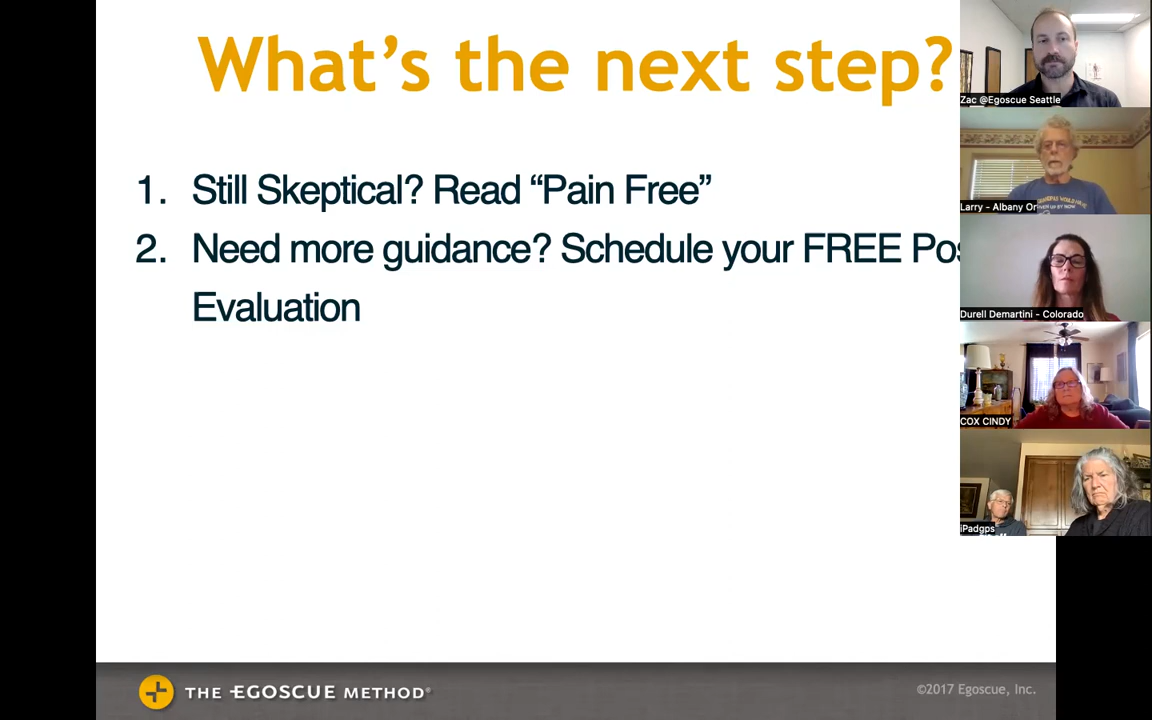 What's the next step?
1. Still Skeptical? Read “Pain Free”
2. Need more guidance? Schedule your FREE Pos
Evaluation
THE EGOSCUE METHOD®
©2017 Egoscue, Inc.
Zac @Egoscue Seattle
Larry - Albany Or
Durell Demartini - Colorado
COX CINDY
iPadgps